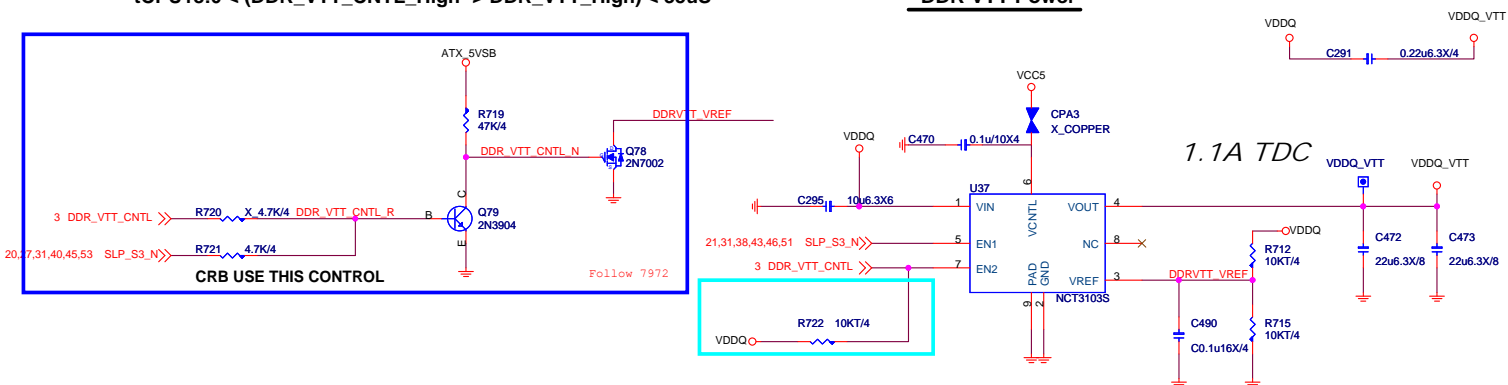 tCPU18.0 < (DDR_VTT_CNTL_High -> DDR_VTT_High) < 35uS
DDR VTT Power
VDDQ
VDDQ_VTT
C291
0.22u6.3X/4
ATX_5VSB
R719
47K/4
DDRVTT_VREF
DDR_VTT_CNTL_N
Q78
2N7002
C
3 DDR_VTT_CNTL
R720
X_4.7K/4
DDR_VTT_CNTL_R
B
Q79
2N3904
20,27,31,40,45,53 SLP_S3_N
R721
4.7K/4
E
CRB USE THIS CONTROL
Follow 7972
VCC5
CPA3
X_COPPER
VDDQ
C470
0.1u/10X4
1.1A TDC
VDDQ_VTT
VDDQ_VTT
6
U37
C295
10u6.3X6
1
VIN
VCNTL
VOUT
4
21,31,38,43,46,51 SLP_S3_N
5
EN1
NC
8
3 DDR_VTT_CNTL
7
EN2
PAD
GND
VREF
3
9
2
NCT3103S
VDDQ
R712
10KT/4
DDRVTT_VREF
C472
22u6.3X/8
C473
22u6.3X/8
R722 10KT/4
VDDQ
C490
C0.1u16X/4
R715
10KT/4